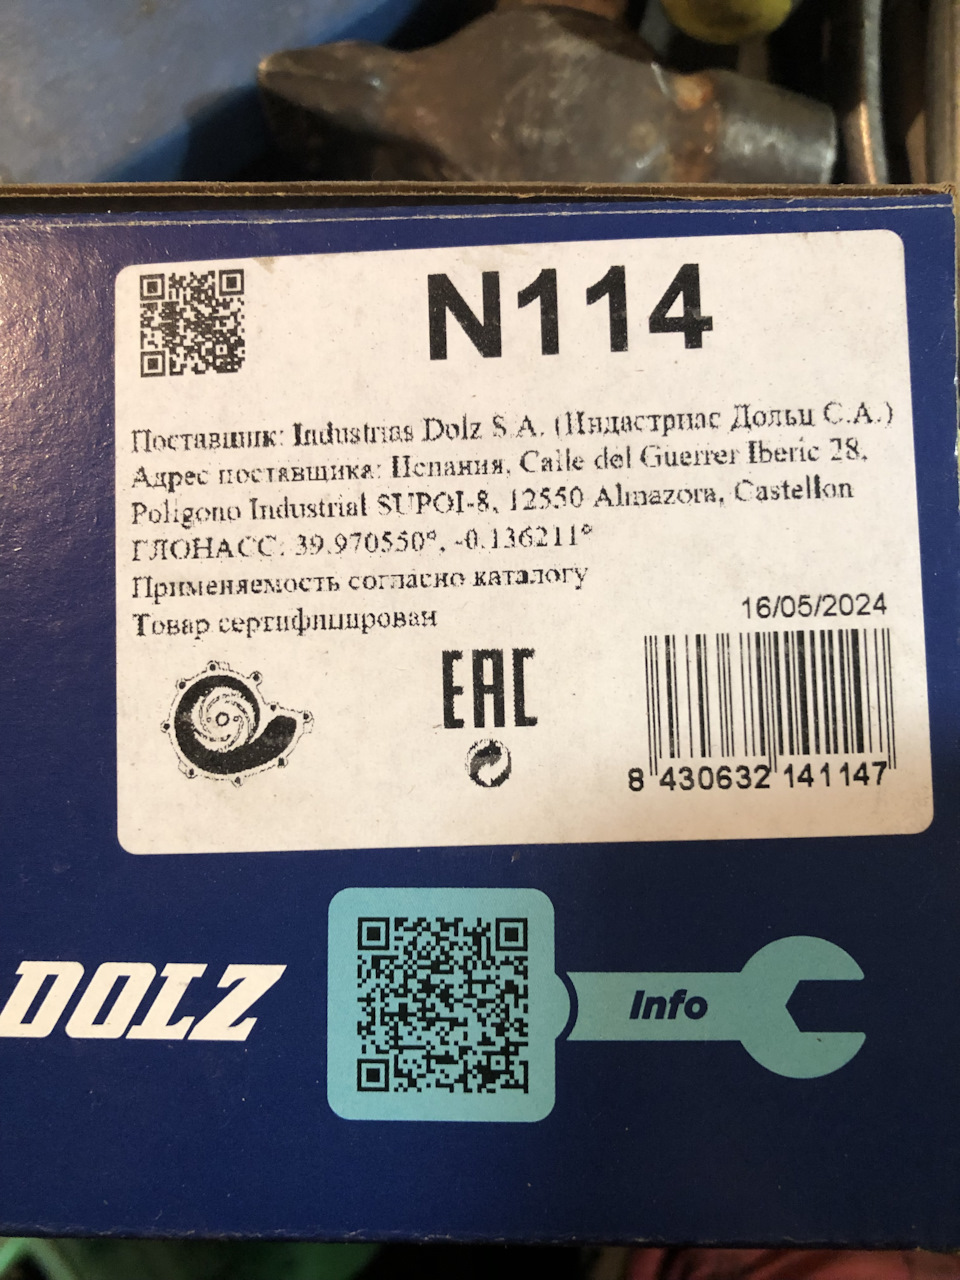 N114
Поставщик: Industrias Dolz S.A. (Индастриас Дольц С.А.)
Адрес поставщика: Испания, Calle del Guerrer Iberic 28,
Poligono Industrial SUPOI-8, 12550 Almazora, Castellon
ГЛОНАСС: 39.970550°, -0.136211°
Применяемость согласно каталогу
Товар сертифицирован
16/05/2024
EAC
8 430632 141147
DOLZ
Info